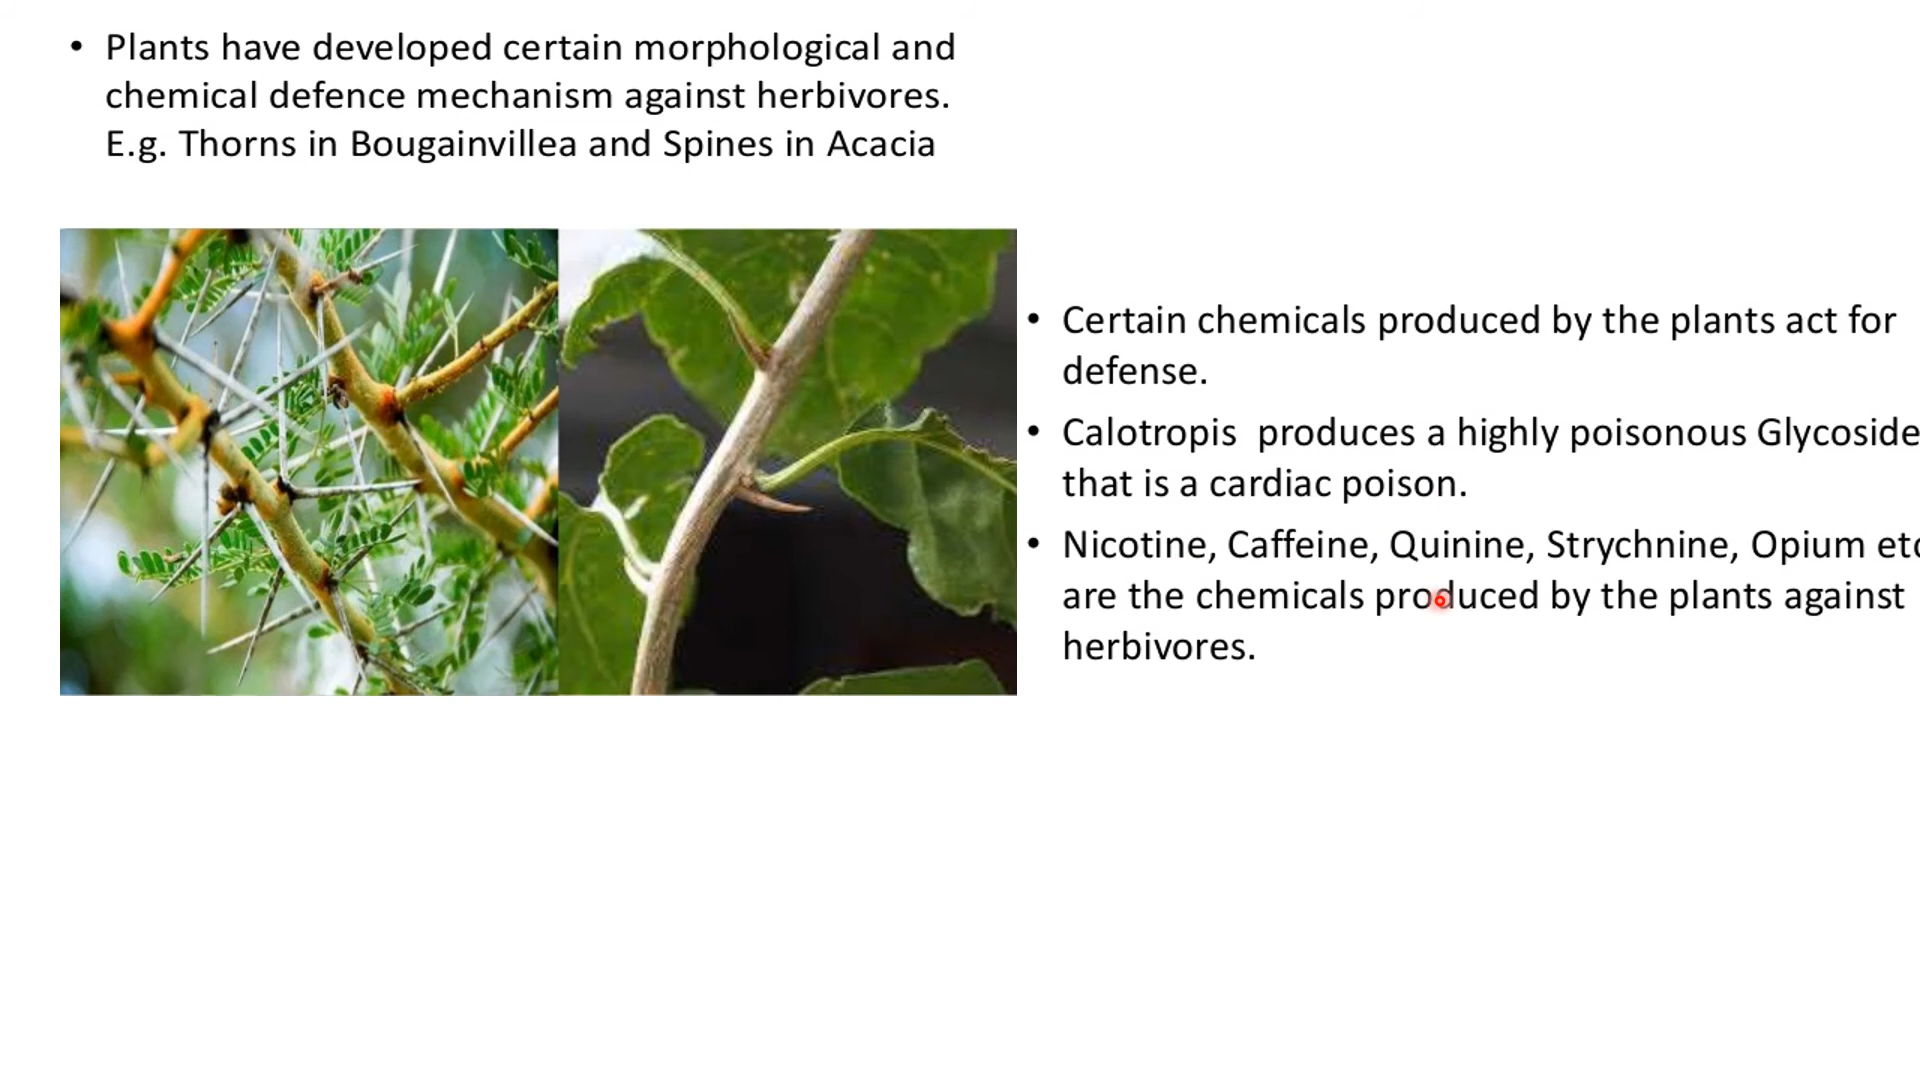 • Plants have developed certain morphological and
chemical defence mechanism against herbivores.
E.g. Thorns in Bougainvillea and Spines in Acacia
• Certain chemicals produced by the plants act for
defense.
• Calotropis  produces a highly poisonous Glycoside
that is a cardiac poison.
• Nicotine, Caffeine, Quinine, Strychnine, Opium etc
are the chemicals produced by the plants against
herbivores.